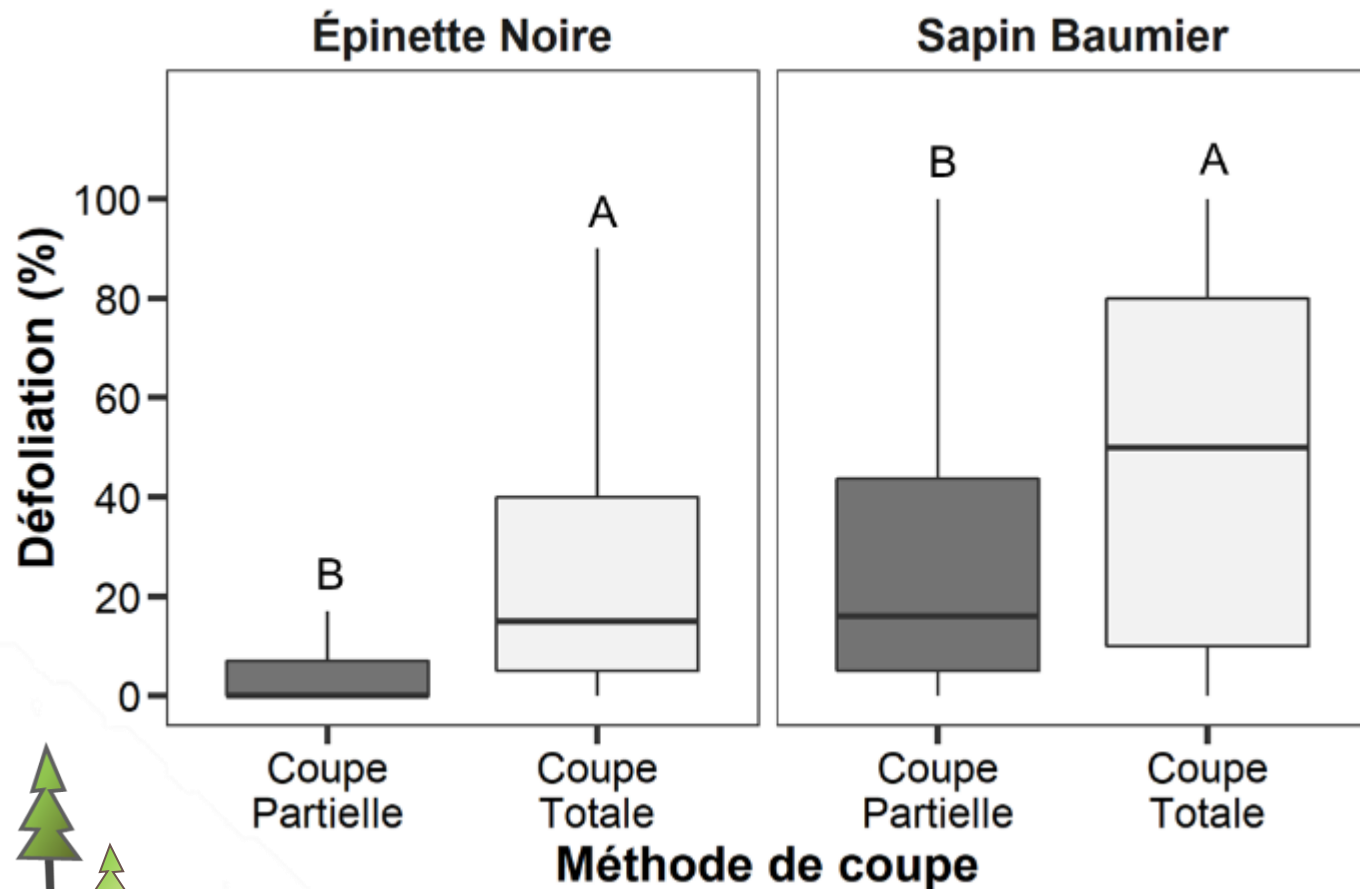 Épinette Noire
Sapin Baumier
Défoliation (%)
100
80
60
40
20
0
B
A
B
A
Coupe
Partielle
Coupe
Totale
Coupe
Partielle
Coupe
Totale
Méthode de coupe